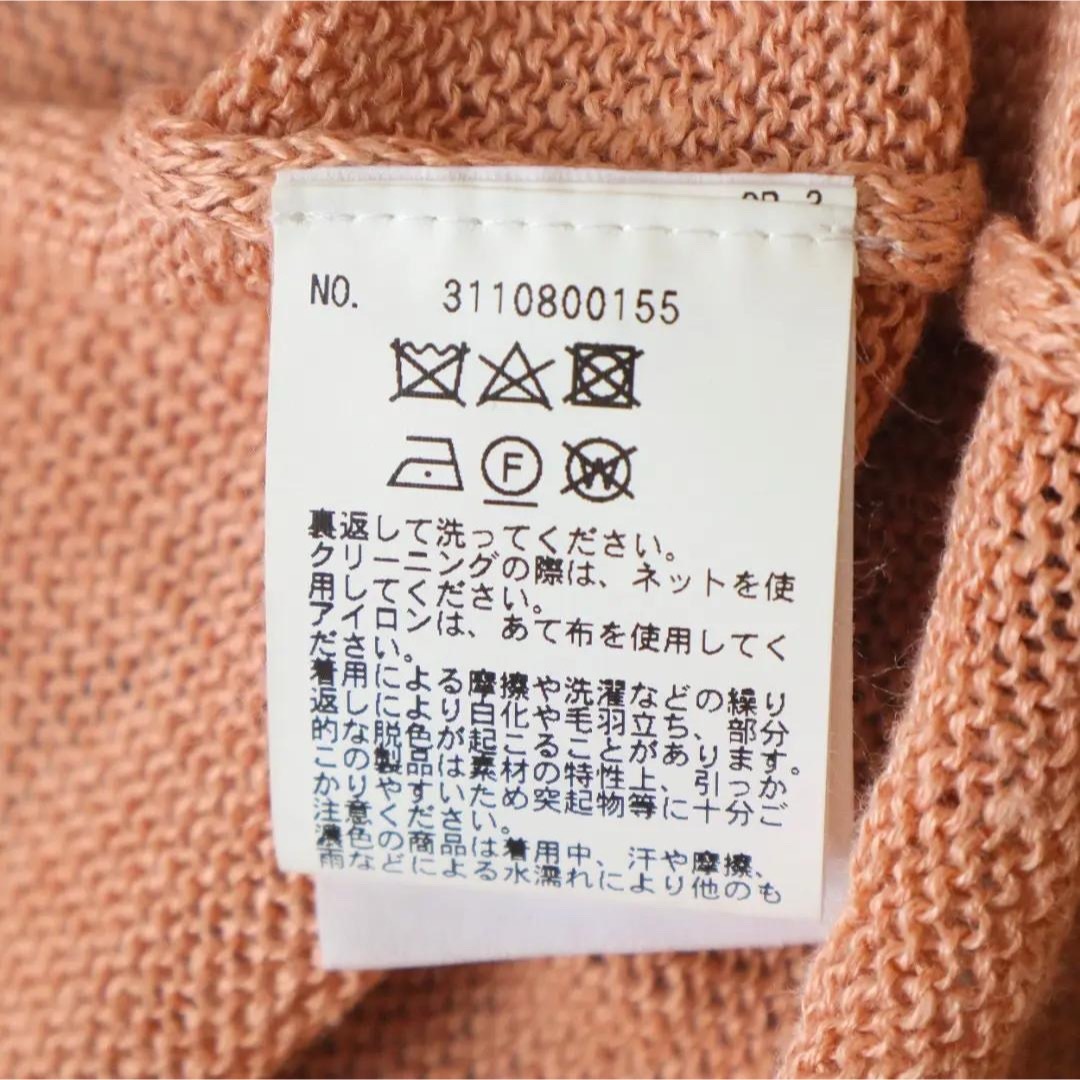 NO. 3110800155
F W
裏返して洗ってください。
クリーニングの際は、ネットを使
用してください。
アイロンは、あて布を使用してく
ださい。
着用による摩擦や洗濯などの、繰り
返しにより白化や毛羽立ち、部分
的な脱色が起こることがあります。
この製品は素材の特性上、引っか
かりやすいため突起物等に十分ご
注意ください。
濃色の商品は着用中、汗や摩擦、
雨などによる水濡れにより他のも